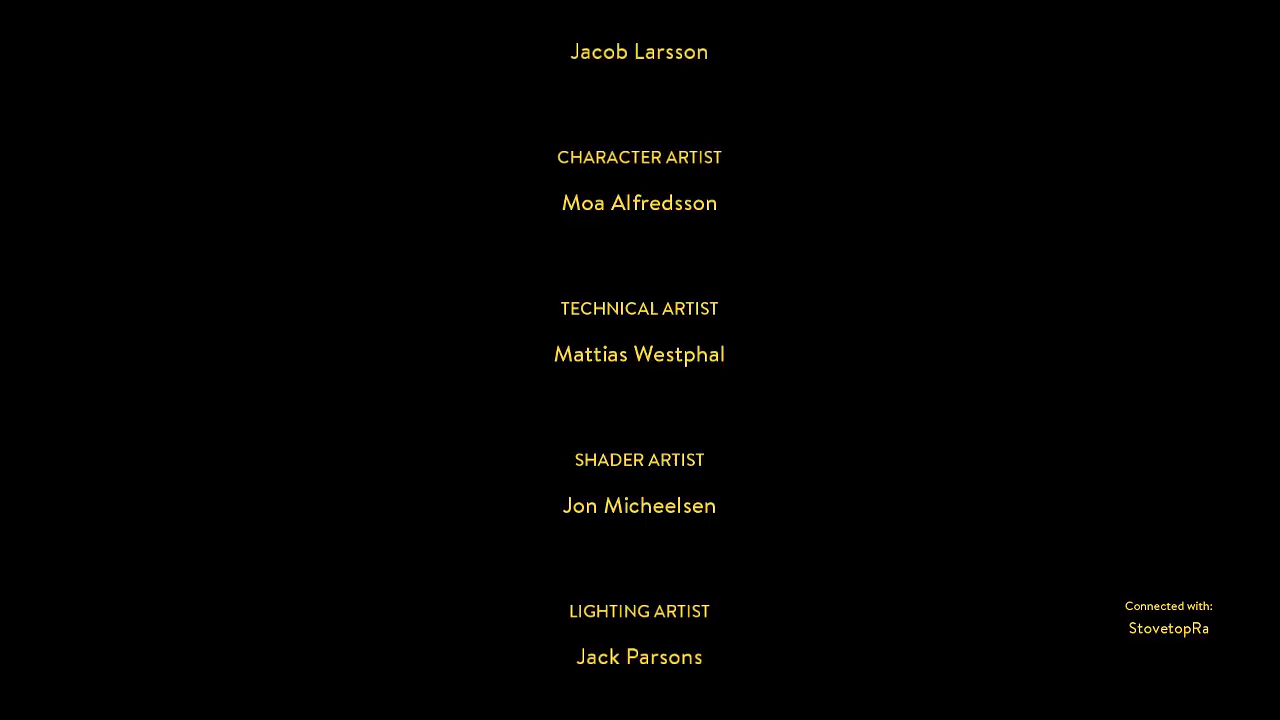 Jacob Larsson
CHARACTER ARTIST
Moa Alfredsson
TECHNICAL ARTIST
Mattias Westphal
SHADER ARTIST
Jon Micheelsen
LIGHTING ARTIST
Jack Parsons
Connected with:
StovetopRa